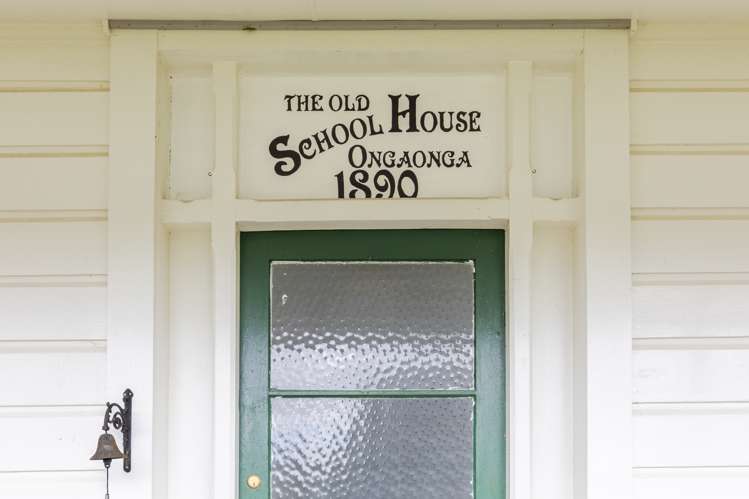 THE OLD
SCHOOL HOUSE
ONGAONGA
1890